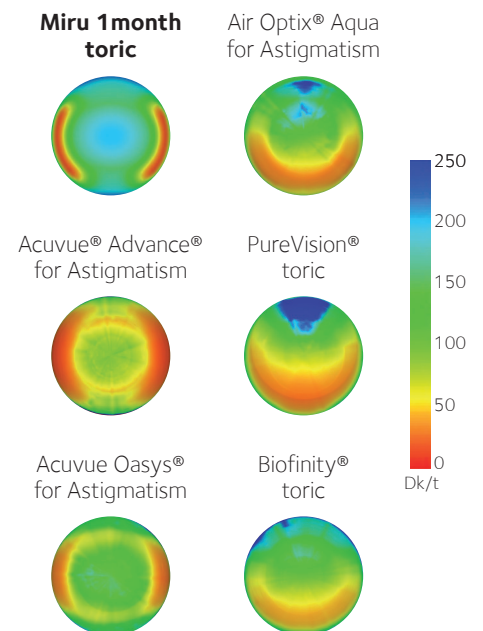 Miru 1month
toric
Air Optix® Aqua
for Astigmatism
Acuvue® Advance®
for Astigmatism
PureVision®
toric
Acuvue Oasys®
for Astigmatism
Biofinity®
toric
250
200
150
100
50
0
Dk/t